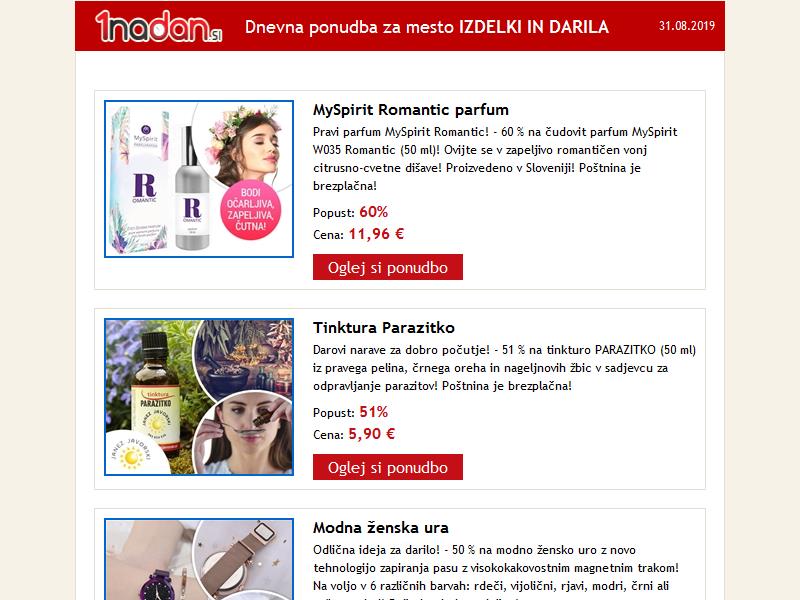 1nadan.si
Dnevna ponudba za mesto IZDELKI IN DARILA
31.08.2019
MySpirit
R
OMANTIC
R
OMANTIC
BODI
OČARLJIVA,
ZAPELJIVA,
ČUTNA!
MySpirit Romantic parfum
Pravi parfum MySpirit Romantic! - 60 % na čudovit parfum MySpirit
W035 Romantic (50 ml)! Ovijte se v zapeljivo romantičen vonj
citrusno-cvetne dišave! Proizvedeno v Sloveniji! Poštnina je
brezplačna!
Popust: 60%
Cena: 11,96 €
Oglej si ponudbo
tinktura
PARAZITKO
JANEZ JAVORSKI
JANEZ JAVORSKI
Tinktura Parazitko
Darovi narave za dobro počutje! - 51 % na tinkturo PARAZITKO (50 ml)
iz pravega pelina, črnega oreha in nageljnovih žbic v sadjevcu za
odpravljanje parazitov! Poštnina je brezplačna!
Popust: 51%
Cena: 5,90 €
Oglej si ponudbo
Modna ženska ura
Odlična ideja za darilo! - 50 % na modno žensko uro z novo
tehnologijo zapiranja pasu z visokokakovostnim magnetnim trakom!
Na voljo v 6 različnih barvah: rdeči, vijolični, rjavi, modri, črni ali